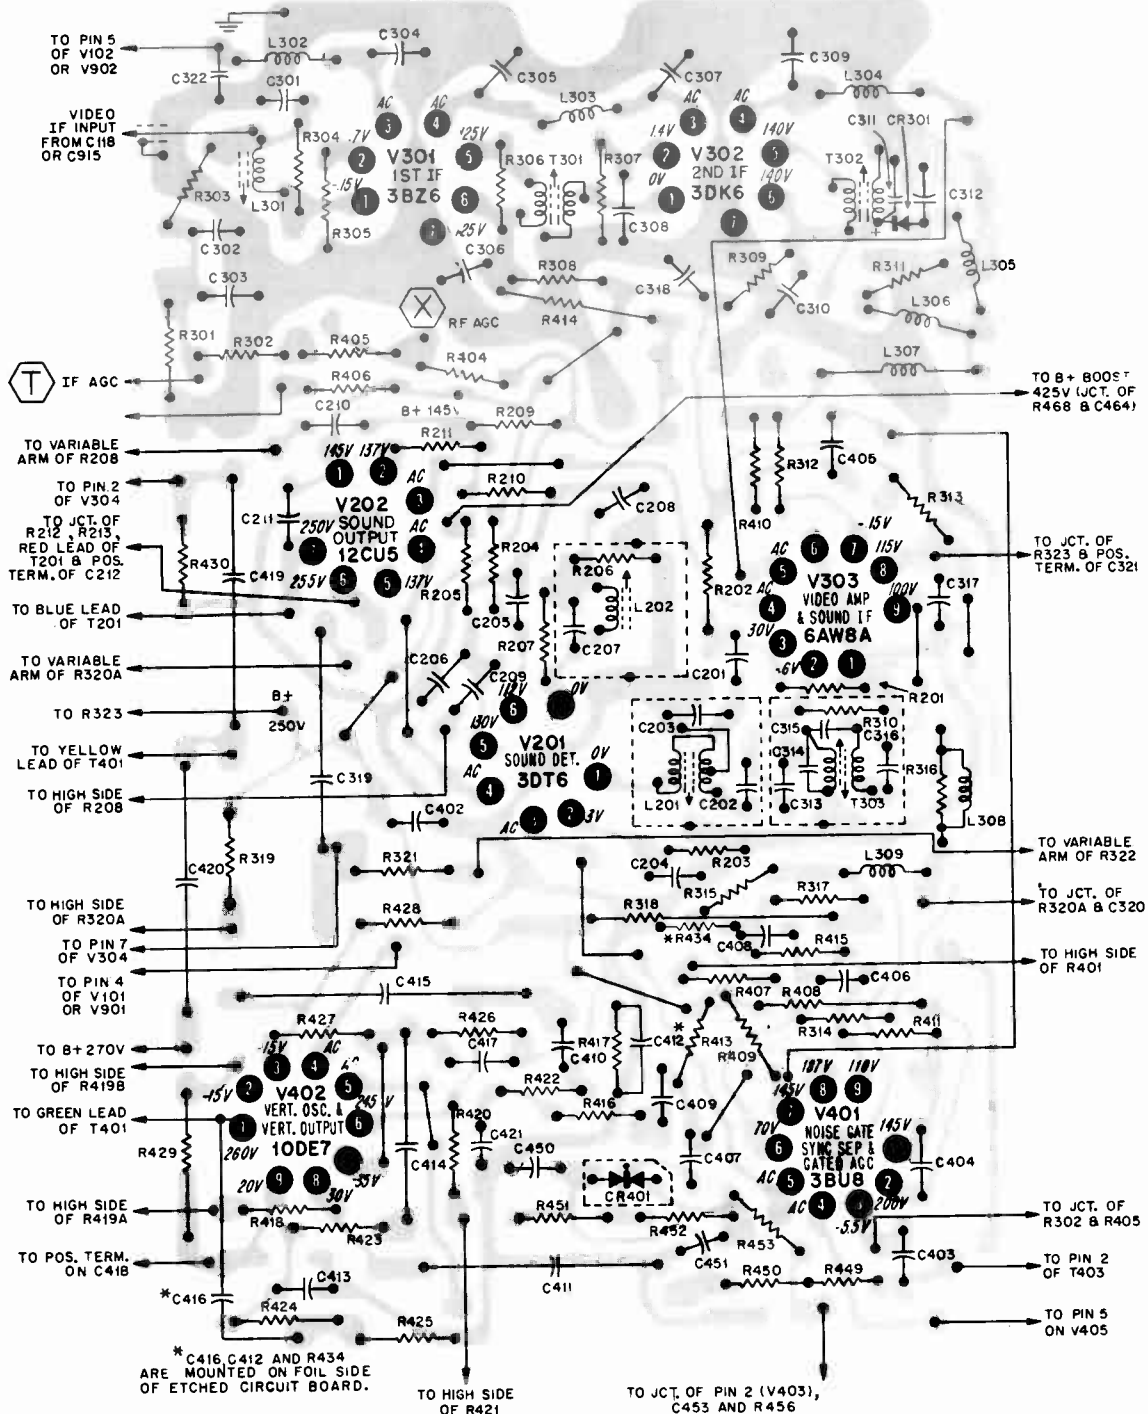 TO PIN 5
OF V102
OR V902
L302
C304
C322
C301
C305
C307
C309
L303
L304
C311 CR301
VIDEO
IF INPUT
FROM C118
OR C915
R304
.7V
AC
AC
125V
V301
1ST IF
3BZ6
-.15V
R303
L301
R305
R306
T301
R307
1.4V
AC
AC
140V
V302
2ND IF
3DK6
0V
140V
T302
C312
C308
C302
C306
C303
R308
R414
C318
R309
C310
R311
L305
L306
X
RF AGC
R301
R302
R405
R404
L307
T
IF AGC
R406
TO B+ BOOST
425V (JCT. OF
R468 & C464)
C210
B+ 145V
R209
R211
TO VARIABLE
ARM OF R208
145V 137V
AC
R210
R312
C405
TO PIN 2
OF V304
V202
SOUND
OUTPUT
12CU5
C211
250V
AC
255V
137V
C208
R410
R313
TO JCT. OF
R212, R213,
RED LEAD OF
T201 & POS.
TERM. OF C212
R430
C419
R204
R205
C205
R206
L202
C207
R207
R202
AC
-.15V
115V
V303
VIDEO AMP
& SOUND IF
6AW8A
AC
100V
30V
-.6V
C317
TO JCT. OF
R323 & POS.
TERM. OF C321
TO BLUE LEAD
OF T201
C201
R201
TO VARIABLE
ARM OF R320A
C206
C209
112V
0V
TO R323
B+
250V
130V
V201
SOUND DET.
3DT6
0V
AC
AC
C203
L201
C202
C315
R310
C316
C314
C313
T303
R316
L308
TO YELLOW
LEAD OF T401
C319
TO HIGH SIDE
OF R208
C402
TO VARIABLE
ARM OF R322
C420
R319
R321
C204
R203
R315
R317
L309
TO JCT. OF
R320A & C320
TO HIGH SIDE
OF R320A
R428
R318
*R434
C408
R415
TO PIN 7
OF V304
TO HIGH SIDE
OF R401
TO PIN 4
OF V101
OR V901
C415
R407
C406
R408
R314
R411
R427
R426
C417
R417
C410
C412 *
R413
R409
TO B+ 270V
TO HIGH SIDE
OF R419B
-15V
AC
-15V
V402
VERT. OSC. &
VERT. OUTPUT
10DE7
245V
260V
20V
30V
R422
R416
C409
145V
110V
V401
NOISE GATE
SYNC SEP &
GATED AGC
3BU8
70V
145V
AC
AC
-5.5V
200V
TO GREEN LEAD
OF T401
R429
C414
R420
C421
C450
C407
C404
CR401
TO HIGH SIDE
OF R419A
R418
R423
R451
R452
R453
C451
TO JCT. OF
R302 & R405
C403
TO POS. TERM.
ON C418
C411
R450
R449
TO PIN 2
OF T403
*C416
C413
R424
R425
TO PIN 5
ON V405
* C416, C412 AND R434
ARE MOUNTED ON FOIL SIDE
OF ETCHED CIRCUIT BOARD.
TO HIGH SIDE
OF R421
TO JCT. OF PIN 2 (V403),
C453 AND R456